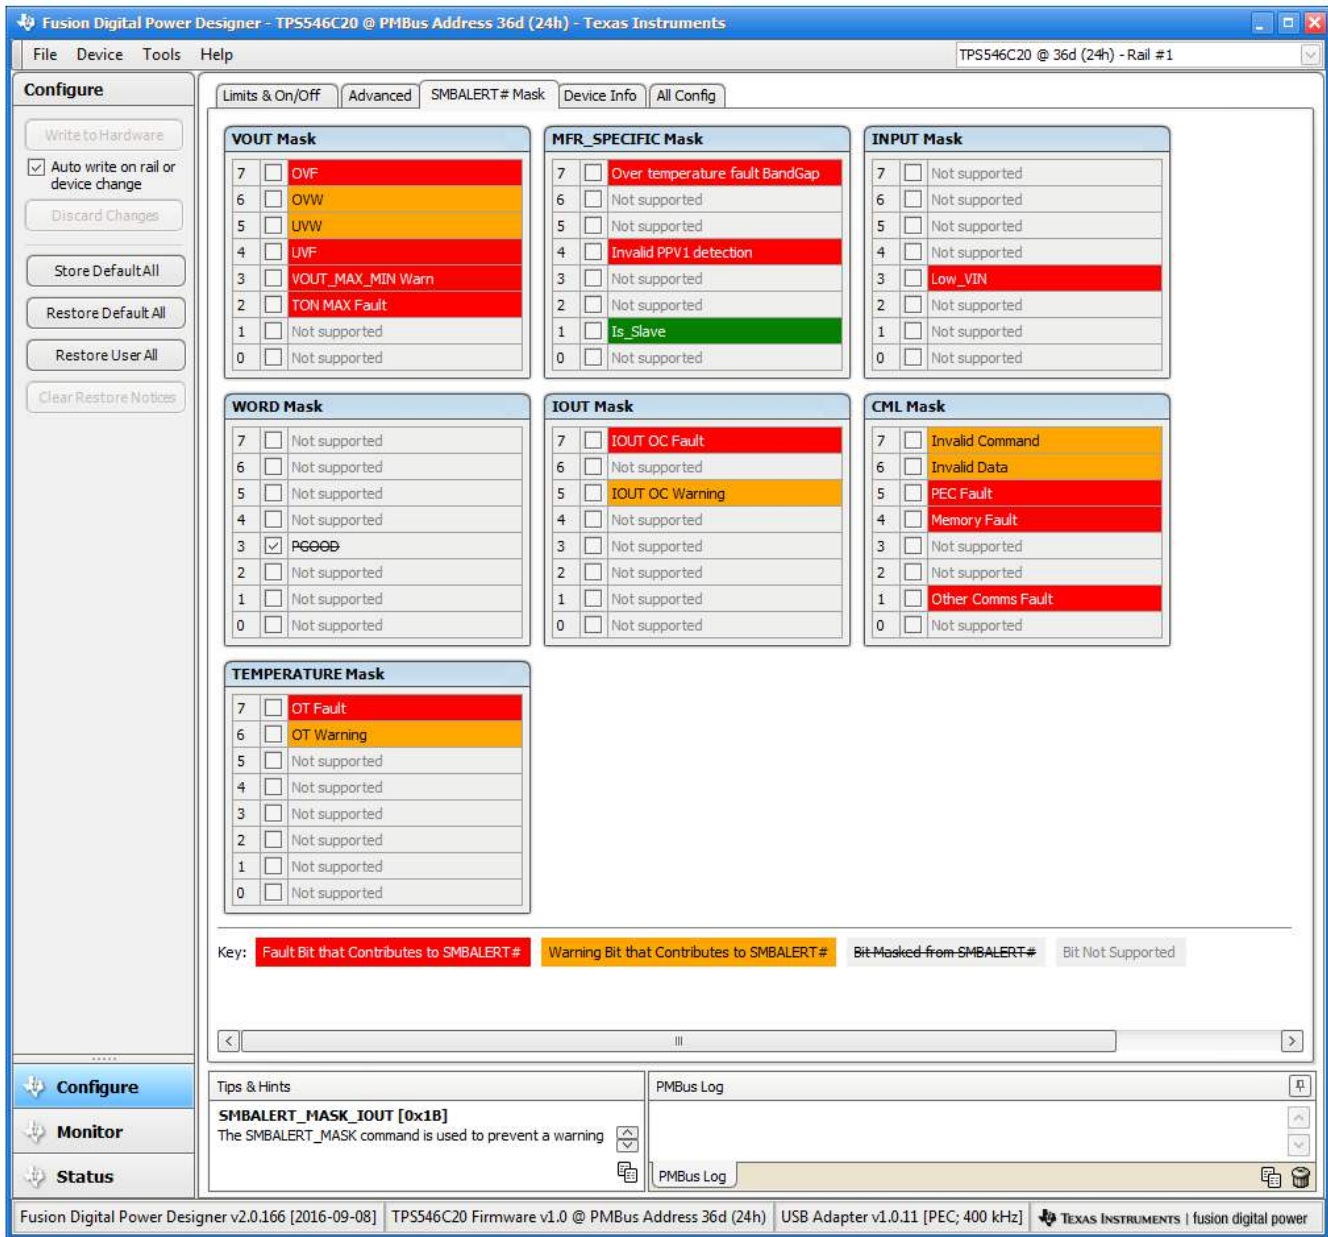 Fusion Digital Power Designer - TPS546C20 @ PMBus Address 36d (24h) - Texas Instruments
File Device Tools Help
TPS546C20 @ 36d (24h) - Rail #1
Configure
Write to Hardware
Auto write on rail or
device change
Discard Changes
Store Default All
Restore Default All
Restore User All
Clear Restore Notices
Limits & On/Off Advanced SMBALERT# Mask Device Info All Config
VOUT Mask
7 OVF
6 OVW
5 UVW
4 UVF
3 VOUT_MAX_MIN Warn
2 TON MAX Fault
1 Not supported
0 Not supported
MFR_SPECIFIC Mask
7 Over temperature fault BandGap
6 Not supported
5 Not supported
4 Invalid PPV1 detection
3 Not supported
2 Not supported
1 Is_Slave
0 Not supported
INPUT Mask
7 Not supported
6 Not supported
5 Not supported
4 Not supported
3 Low_VIN
2 Not supported
1 Not supported
0 Not supported
WORD Mask
7 Not supported
6 Not supported
5 Not supported
4 Not supported
3 PGOOD
2 Not supported
1 Not supported
0 Not supported
IOUT Mask
7 IOUT OC Fault
6 Not supported
5 IOUT OC Warning
4 Not supported
3 Not supported
2 Not supported
1 Not supported
0 Not supported
CML Mask
7 Invalid Command
6 Invalid Data
5 PEC Fault
4 Memory Fault
3 Not supported
2 Not supported
1 Other Comms Fault
0 Not supported
TEMPERATURE Mask
7 OT Fault
6 OT Warning
5 Not supported
4 Not supported
3 Not supported
2 Not supported
1 Not supported
0 Not supported
Key: Fault Bit that Contributes to SMBALERT# Warning Bit that Contributes to SMBALERT# Bit Masked from SMBALERT# Bit Not Supported
Configure
Monitor
Status
Tips & Hints
SMBALERT_MASK_IOUT [0x1B]
The SMBALERT_MASK command is used to prevent a warning
PMBus Log
PMBus Log
Fusion Digital Power Designer v2.0.166 [2016-09-08] TPS546C20 Firmware v1.0 @ PMBus Address 36d (24h) USB Adapter v1.0.11 [PEC; 400 kHz] TEXAS INSTRUMENTS | fusion digital power